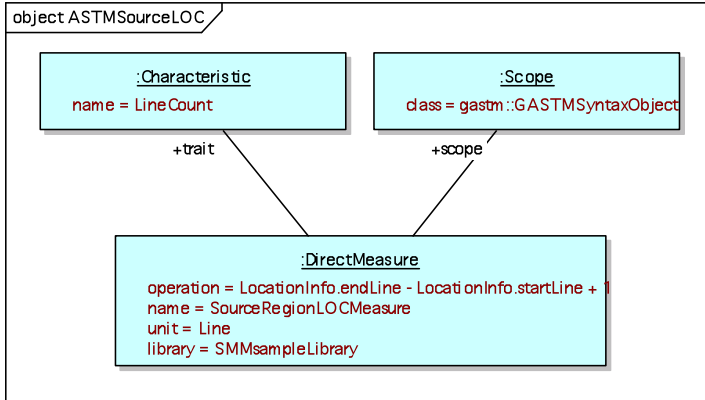 object ASTMSourceLOC
:Characteristic
name = LineCount
:Scope
class = gastm::GASTMSyntaxObject
+trait
+scope
:DirectMeasure
operation = LocationInfo.endLine - LocationInfo.startLine + 1
name = SourceRegionLOCMeasure
unit = Line
library = SMMsampleLibrary